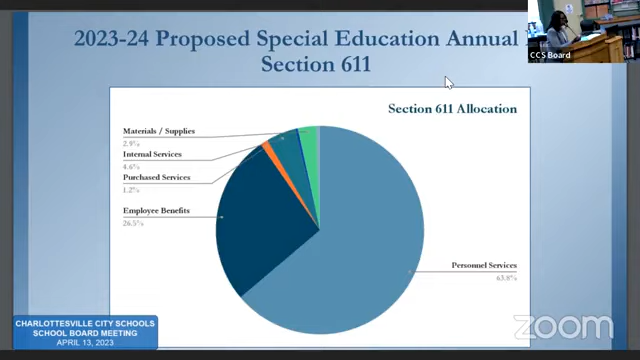 2023-24 Proposed Special Education Annual
Section 611
CCS Board
Section 611 Allocation
Materials / Supplies
2.9%
Internal Services
4.6%
Purchased Services
1.2%
Employee Benefits
26.5%
Personnel Services
63.8%
CHARLOTTESVILLE CITY SCHOOLS
SCHOOL BOARD MEETING
APRIL 13, 2023
zoom